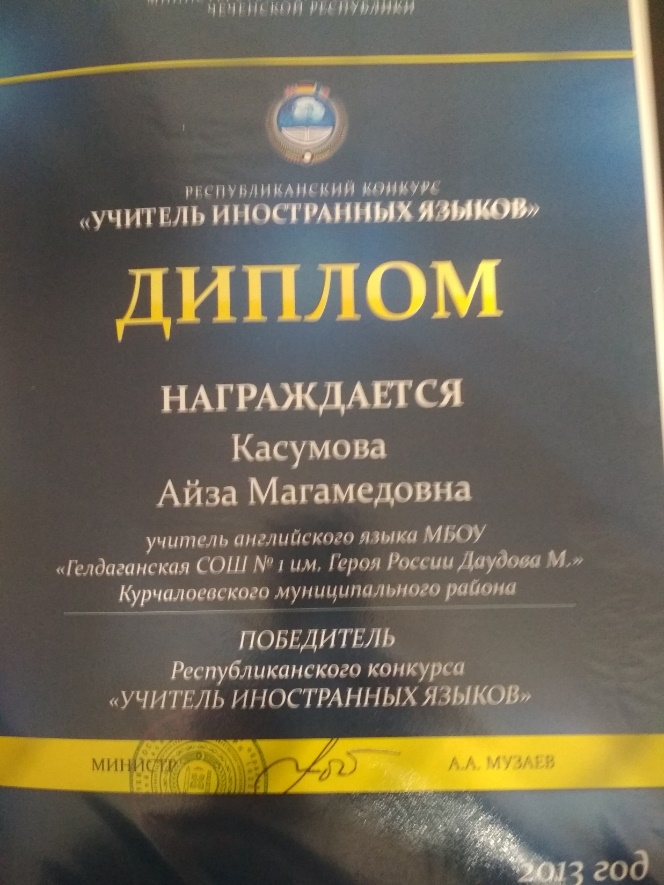 ЧЕЧЕНСКОЙ РЕСПУБЛИКИ
РЕСПУБЛИКАНСКИЙ КОНКУРС
«УЧИТЕЛЬ ИНОСТРАННЫХ ЯЗЫКОВ»
ДИПЛОМ
НАГРАЖДАЕТСЯ
Касумова
Айза Магамедовна
учитель английского языка МБОУ
«Гелдаганская СОШ № 1 им. Героя России Даудова М.»
Курчалоевского муниципального района
ПОБЕДИТЕЛЬ
Республиканского конкурса
«УЧИТЕЛЬ ИНОСТРАННЫХ ЯЗЫКОВ»
МИНИСТР А.А. МУЗАЕВ
2013 год